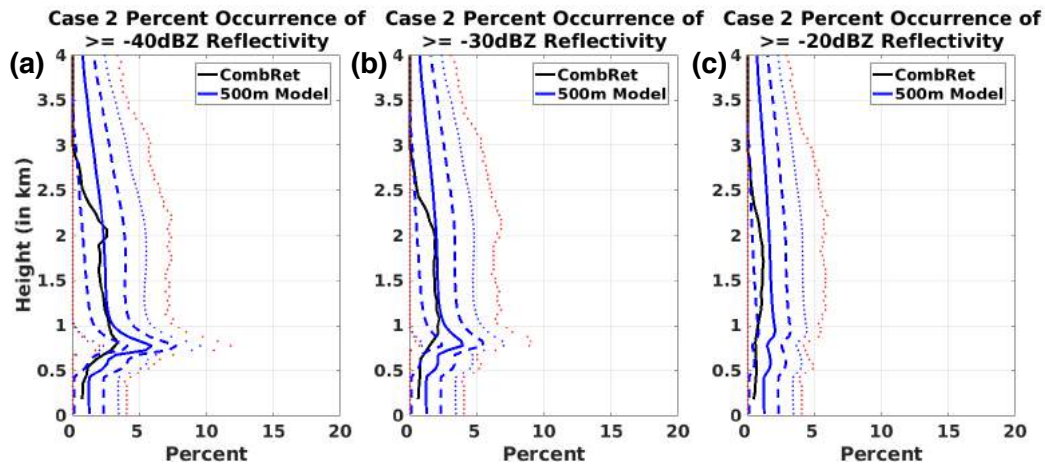 Case 2 Percent Occurrence of
>= -40dBZ Reflectivity
(a)
CombRet
500m Model
4
3.5
3
2.5
2
1.5
1
0.5
0
Height (in km)
0 5 10 15 20
Percent
Case 2 Percent Occurrence of
>= -30dBZ Reflectivity
(b)
CombRet
500m Model
4
3.5
3
2.5
2
1.5
1
0.5
0
0 5 10 15 20
Percent
Case 2 Percent Occurrence of
>= -20dBZ Reflectivity
(c)
CombRet
500m Model
4
3.5
3
2.5
2
1.5
1
0.5
0
0 5 10 15 20
Percent